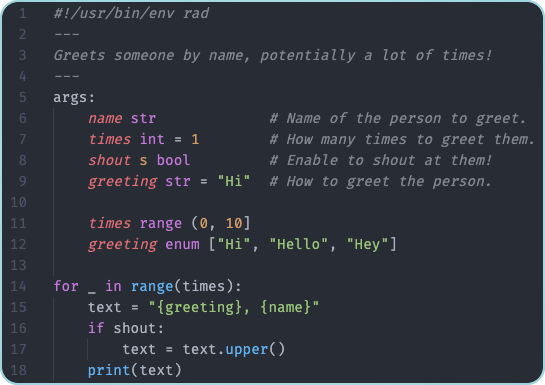 1 #!/usr/bin/env rad
2 ---
3 Greets someone by name, potentially a lot of times!
4 ---
5 args:
6     name str             # Name of the person to greet.
7     times int = 1        # How many times to greet them.
8     shout s bool         # Enable to shout at them!
9     greeting str = "Hi"  # How to greet the person.
10
11     times range (0, 10]
12     greeting enum ["Hi", "Hello", "Hey"]
13
14 for _ in range(times):
15     text = "{greeting}, {name}"
16     if shout:
17         text = text.upper()
18     print(text)